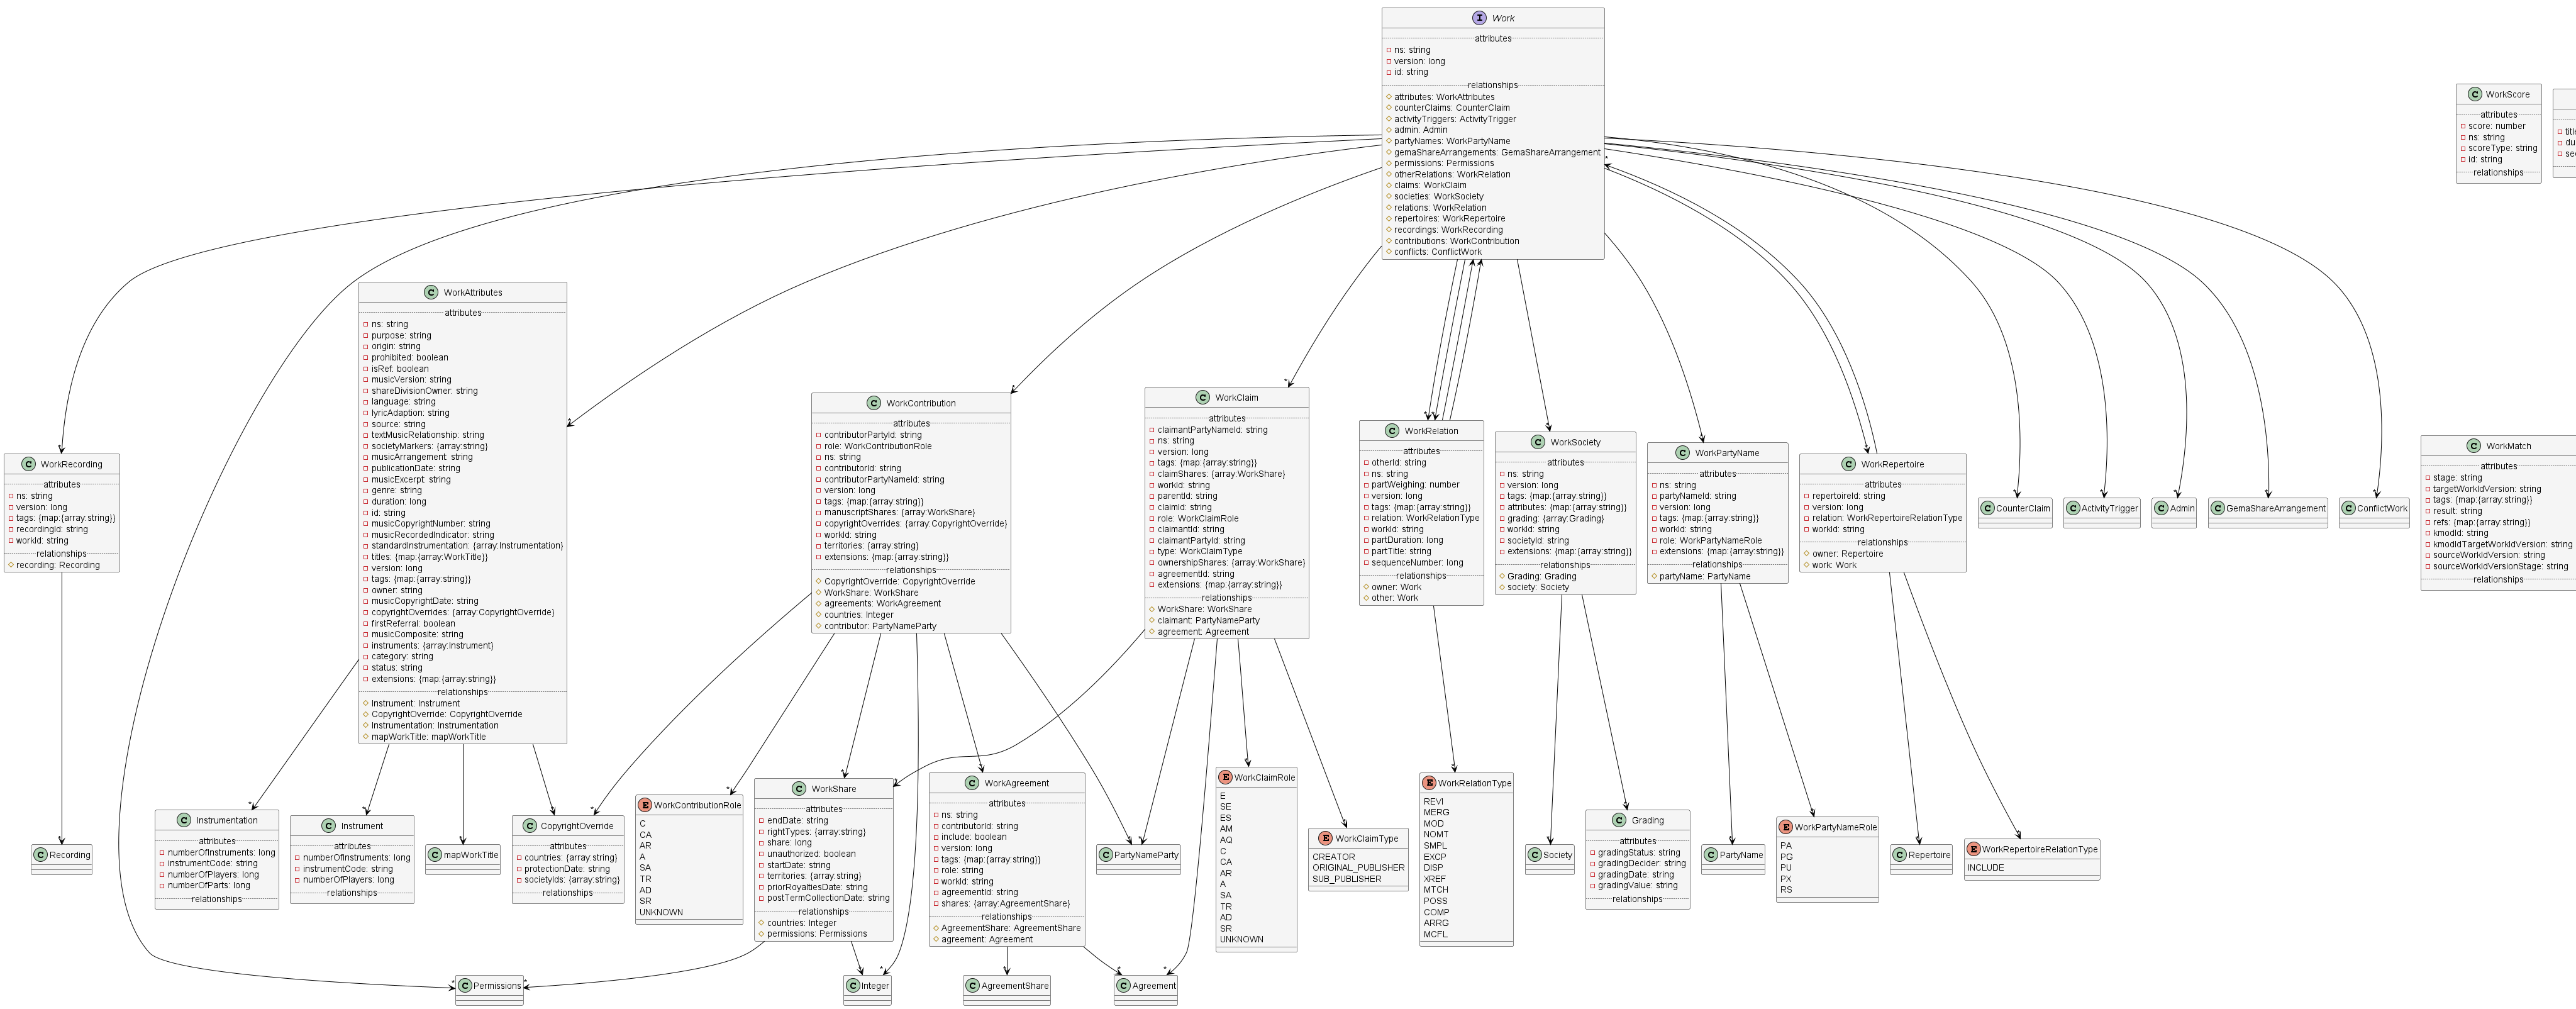 I Work
attributes
ns: string
version: long
id: string
relationships
attributes: WorkAttributes
counterClaims: CounterClaim
activityTriggers: ActivityTrigger
admin: Admin
partyNames: WorkPartyName
gemaShareArrangements: GemaShareArrangement
permissions: Permissions
otherRelations: WorkRelation
claims: WorkClaim
societies: WorkSociety
relations: WorkRelation
repertoires: WorkRepertoire
recordings: WorkRecording
contributions: WorkContribution
conflicts: ConflictWork
C WorkScore
attributes
score: number
ns: string
scoreType: string
id: string
relationships
C WorkAttributes
attributes
ns: string
purpose: string
origin: string
prohibited: boolean
isRef: boolean
musicVersion: string
shareDivisionOwner: string
language: string
lyricAdaption: string
source: string
textMusicRelationship: string
societyMarkers: {array:string}
musicArrangement: string
publicationDate: string
musicExcerpt: string
genre: string
duration: long
id: string
musicCopyrightNumber: string
musicRecordedIndicator: string
standardInstrumentation: {array:Instrumentation}
titles: {map:{array:WorkTitle}}
version: long
tags: {map:{array:string}}
owner: string
musicCopyrightDate: string
copyrightOverrides: {array:CopyrightOverride}
firstReferral: boolean
musicComposite: string
instruments: {array:Instrument}
category: string
status: string
extensions: {map:{array:string}}
relationships
Instrument: Instrument
CopyrightOverride: CopyrightOverride
Instrumentation: Instrumentation
mapWorkTitle: mapWorkTitle
C WorkRecording
attributes
ns: string
version: long
tags: {map:{array:string}}
recordingId: string
workId: string
relationships
recording: Recording
C WorkContribution
attributes
contributorPartyId: string
role: WorkContributionRole
ns: string
contributorId: string
contributorPartyNameId: string
version: long
tags: {map:{array:string}}
manuscriptShares: {array:WorkShare}
copyrightOverrides: {array:CopyrightOverride}
workId: string
territories: {array:string}
extensions: {map:{array:string}}
relationships
CopyrightOverride: CopyrightOverride
WorkShare: WorkShare
agreements: WorkAgreement
countries: Integer
contributor: PartyNameParty
C WorkClaim
attributes
claimantPartyNameId: string
ns: string
version: long
tags: {map:{array:string}}
claimShares: {array:WorkShare}
workId: string
parentId: string
claimId: string
role: WorkClaimRole
claimantId: string
claimantPartyId: string
type: WorkClaimType
ownershipShares: {array:WorkShare}
agreementId: string
extensions: {map:{array:string}}
relationships
WorkShare: WorkShare
claimant: PartyNameParty
agreement: Agreement
C WorkRelation
attributes
otherId: string
ns: string
partWeighing: number
version: long
tags: {map:{array:string}}
relation: WorkRelationType
workId: string
partDuration: long
partTitle: string
sequenceNumber: long
relationships
owner: Work
other: Work
C WorkSociety
attributes
ns: string
version: long
tags: {map:{array:string}}
attributes: {map:{array:string}}
grading: {array:Grading}
workId: string
societyId: string
extensions: {map:{array:string}}
relationships
Grading: Grading
society: Society
C WorkPartyName
attributes
ns: string
partyNameId: string
version: long
tags: {map:{array:string}}
workId: string
role: WorkPartyNameRole
extensions: {map:{array:string}}
relationships
partyName: PartyName
C WorkRepertoire
attributes
repertoireId: string
version: long
relation: WorkRepertoireRelationType
workId: string
relationships
owner: Repertoire
work: Work
C CounterClaim
C ActivityTrigger
C Admin
C GemaShareArrangement
C ConflictWork
C WorkMatch
attributes
stage: string
targetWorkIdVersion: string
tags: {map:{array:string}}
result: string
refs: {map:{array:string}}
kmodId: string
kmodIdTargetWorkIdVersion: string
sourceWorkIdVersion: string
sourceWorkIdVersionStage: string
relationships
C Recording
C Instrumentation
attributes
numberOfInstruments: long
instrumentCode: string
numberOfPlayers: long
numberOfParts: long
relationships
C Instrument
attributes
numberOfInstruments: long
instrumentCode: string
numberOfPlayers: long
relationships
C mapWorkTitle
C CopyrightOverride
attributes
countries: {array:string}
protectionDate: string
societyIds: {array:string}
relationships
E WorkContributionRole
C
CA
AR
A
SA
TR
AD
SR
UNKNOWN
C WorkShare
attributes
endDate: string
rightTypes: {array:string}
share: long
unauthorized: boolean
startDate: string
territories: {array:string}
priorRoyaltiesDate: string
postTermCollectionDate: string
relationships
countries: Integer
permissions: Permissions
C WorkAgreement
attributes
ns: string
contributorId: string
include: boolean
version: long
tags: {map:{array:string}}
role: string
workId: string
agreementId: string
shares: {array:AgreementShare}
relationships
AgreementShare: AgreementShare
agreement: Agreement
C PartyNameParty
E WorkClaimRole
E
SE
ES
AM
AQ
C
CA
AR
A
SA
TR
AD
SR
UNKNOWN
E WorkClaimType
CREATOR
ORIGINAL_PUBLISHER
SUB_PUBLISHER
E WorkRelationType
REVI
MERG
MOD
NOMT
SMPL
EXCP
DISP
XREF
MTCH
POSS
COMP
ARRG
MCFL
C Society
C Grading
attributes
gradingStatus: string
gradingDecider: string
gradingDate: string
gradingValue: string
relationships
C PartyName
E WorkPartyNameRole
PA
PG
PU
PX
RS
C Repertoire
E WorkRepertoireRelationType
INCLUDE
C Permissions
C Integer
C AgreementShare
C Agreement